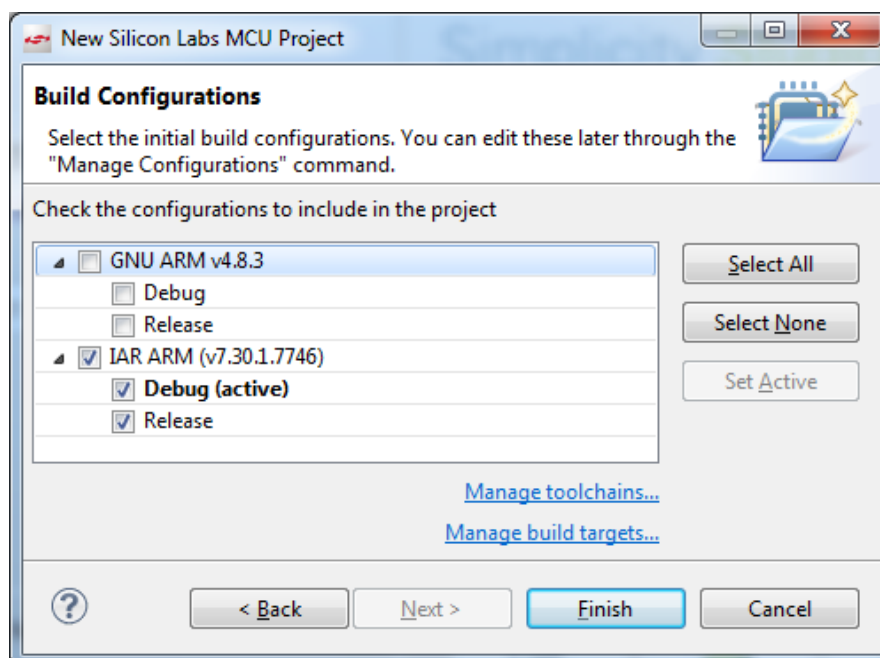 New Silicon Labs MCU Project
Build Configurations
Select the initial build configurations. You can edit these later through the
"Manage Configurations" command.
Check the configurations to include in the project
GNU ARM v4.8.3
Debug
Release
IAR ARM (v7.30.1.7746)
Debug (active)
Release
Select All
Select None
Set Active
Manage toolchains...
Manage build targets...
< Back
Next >
Finish
Cancel